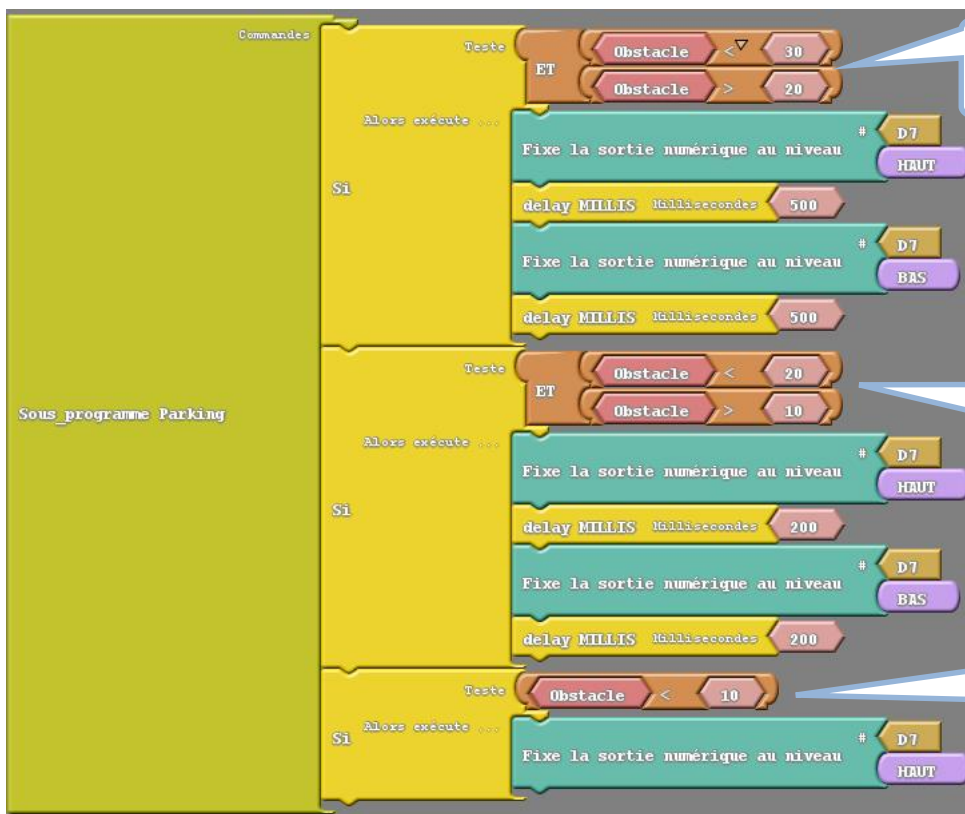 Commandes
Teste
Obstacle < 30
ET
Obstacle > 20
Alors exécute ...
Fixe la sortie numérique au niveau # D7
HAUT
Si
delay MILLIS Millisecondes 500
Fixe la sortie numérique au niveau # D7
BAS
delay MILLIS Millisecondes 500
Teste
Obstacle < 20
ET
Obstacle > 10
Sous_programme Parking
Alors exécute ...
Fixe la sortie numérique au niveau # D7
HAUT
Si
delay MILLIS Millisecondes 200
Fixe la sortie numérique au niveau # D7
BAS
delay MILLIS Millisecondes 200
Teste
Obstacle < 10
Si
Alors exécute ...
Fixe la sortie numérique au niveau # D7
HAUT